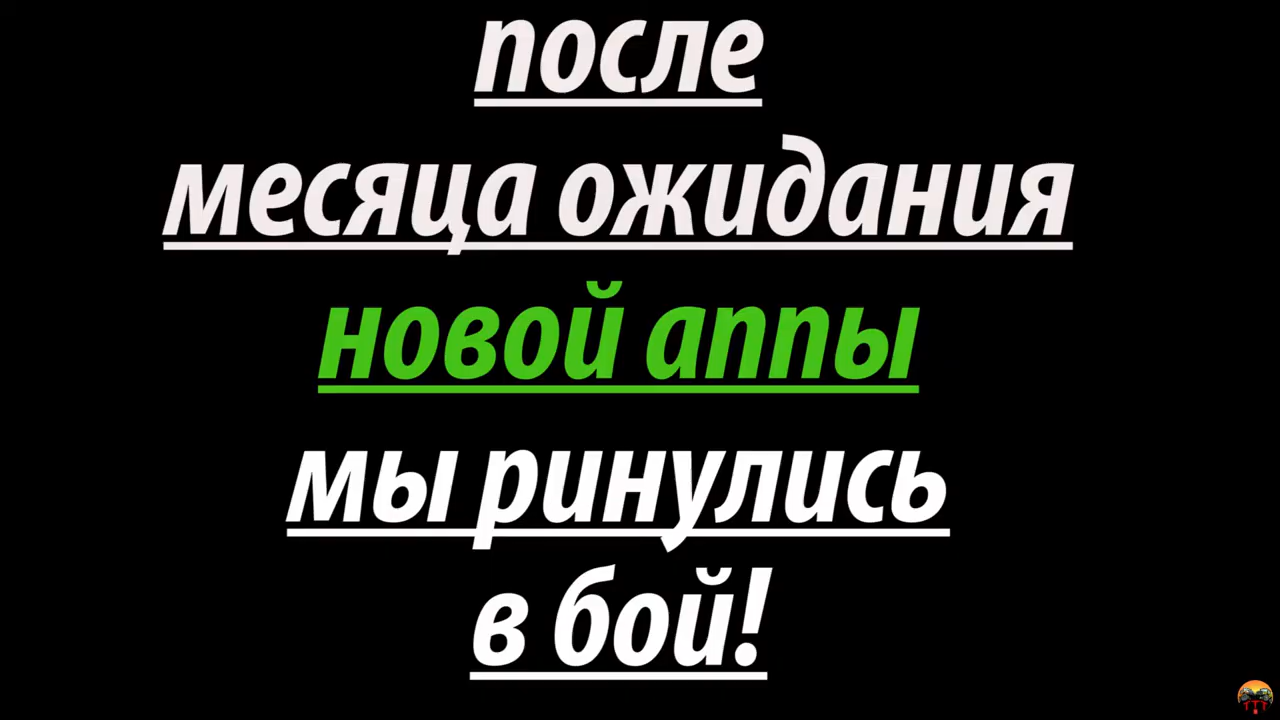 после
месяца ожидания
новой аппы
мы ринулись
в бой!